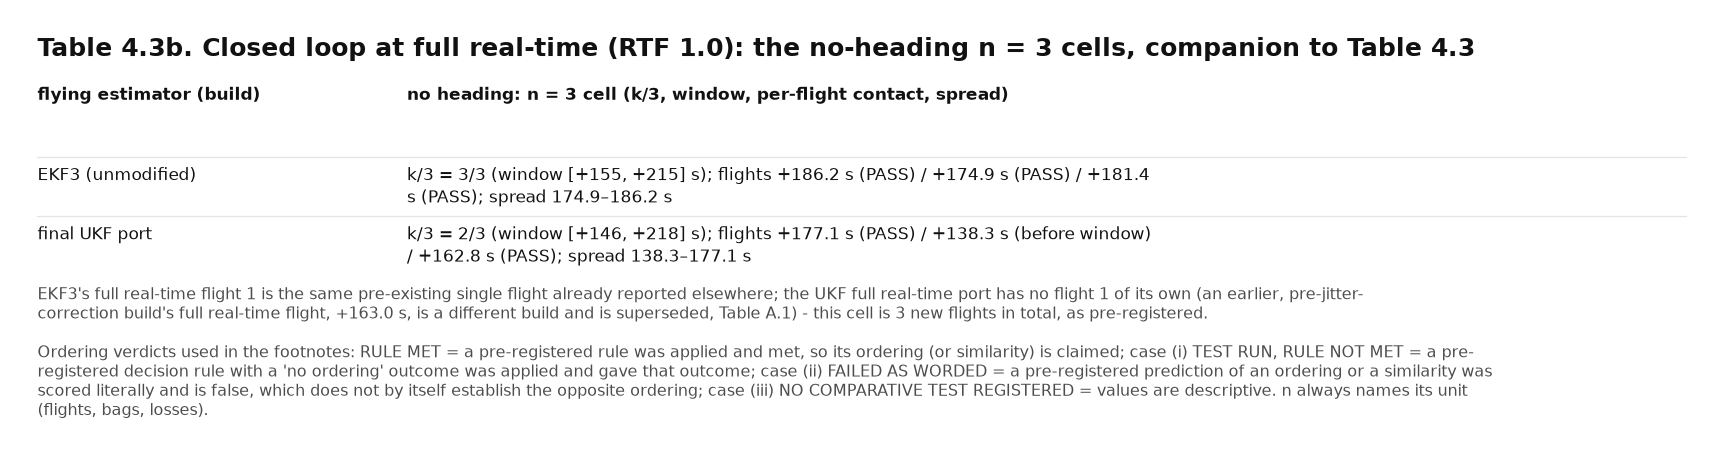 Table 4.3b. Closed loop at full real-time (RTF 1.0): the no-heading n = 3 cells, companion to Table 4.3
flying estimator (build)
no heading: n = 3 cell (k/3, window, per-flight contact, spread)
EKF3 (unmodified)
k/3 = 3/3 (window [+155, +215] s); flights +186.2 s (PASS) / +174.9 s (PASS) / +181.4
s (PASS); spread 174.9–186.2 s
final UKF port
k/3 = 2/3 (window [+146, +218] s); flights +177.1 s (PASS) / +138.3 s (before window)
/ +162.8 s (PASS); spread 138.3–177.1 s
EKF3's full real-time flight 1 is the same pre-existing single flight already reported elsewhere; the UKF full real-time port has no flight 1 of its own (an earlier, pre-jitter-
correction build's full real-time flight, +163.0 s, is a different build and is superseded, Table A.1) - this cell is 3 new flights in total, as pre-registered.
Ordering verdicts used in the footnotes: RULE MET = a pre-registered rule was applied and met, so its ordering (or similarity) is claimed; case (i) TEST RUN, RULE NOT MET = a pre-
registered decision rule with a 'no ordering' outcome was applied and gave that outcome; case (ii) FAILED AS WORDED = a pre-registered prediction of an ordering or a similarity was
scored literally and is false, which does not by itself establish the opposite ordering; case (iii) NO COMPARATIVE TEST REGISTERED = values are descriptive. n always names its unit
(flights, bags, losses).